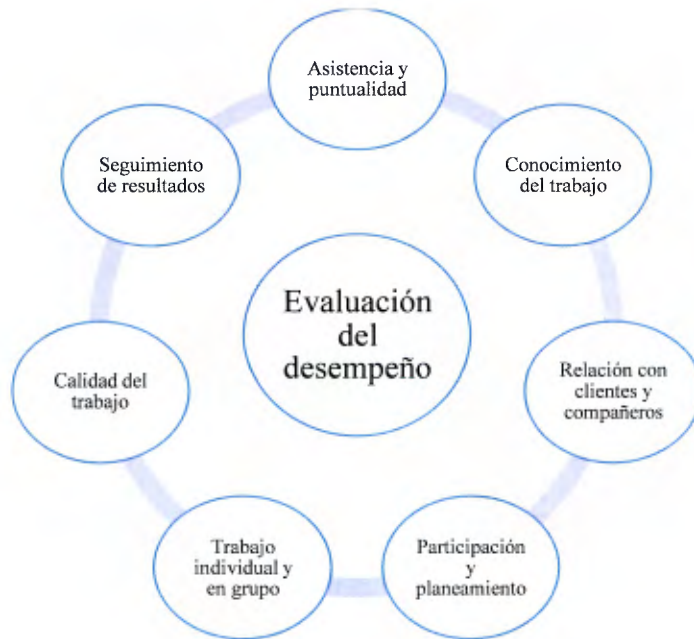 Asistencia y
puntualidad
Conocimiento
del trabajo
Relación con
clientes y
compañeros
Participación
y
planeamiento
Trabajo
individual y
en grupo
Calidad del
trabajo
Seguimiento
de resultados
Evaluación
del
desempeño